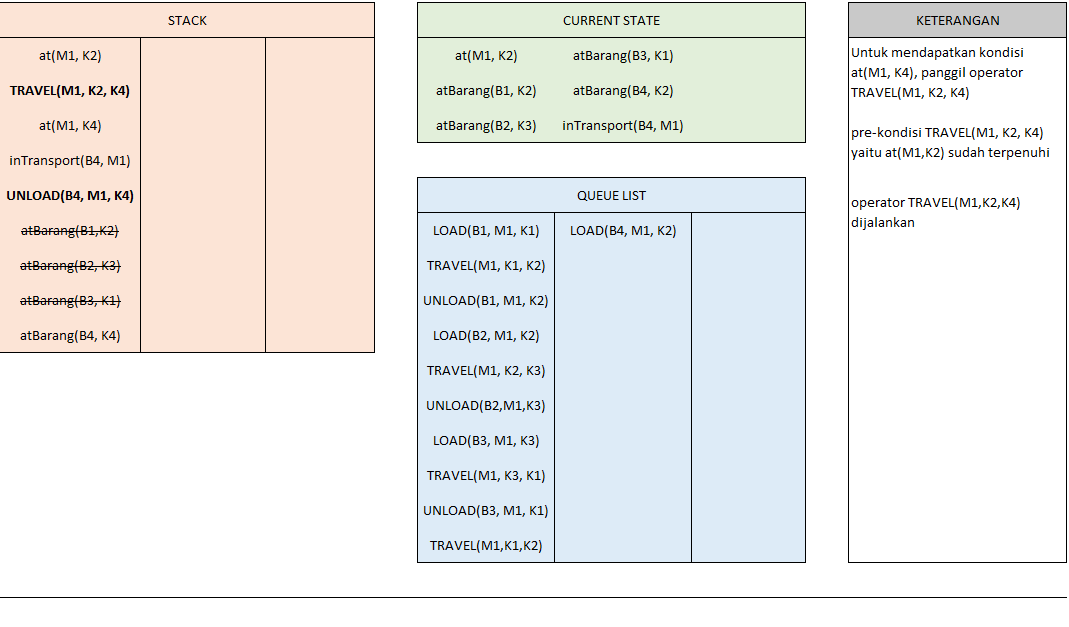 STACK
at(M1, K2)
TRAVEL(M1, K2, K4)
at(M1, K4)
inTransport(B4, M1)
UNLOAD(B4, M1, K4)
atBarang(B1,K2)
atBarang(B2, K3)
atBarang(B3, K1)
atBarang(B4, K4)
CURRENT STATE
at(M1, K2) atBarang(B3, K1)
atBarang(B1, K2) atBarang(B4, K2)
atBarang(B2, K3) inTransport(B4, M1)
QUEUE LIST
LOAD(B1, M1, K1) LOAD(B4, M1, K2)
TRAVEL(M1, K1, K2)
UNLOAD(B1, M1, K2)
LOAD(B2, M1, K2)
TRAVEL(M1, K2, K3)
UNLOAD(B2,M1,K3)
LOAD(B3, M1, K3)
TRAVEL(M1, K3, K1)
UNLOAD(B3, M1, K1)
TRAVEL(M1,K1,K2)
KETERANGAN
Untuk mendapatkan kondisi
at(M1, K4), panggil operator
TRAVEL(M1, K2, K4)
pre-kondisi TRAVEL(M1, K2, K4)
yaitu at(M1,K2) sudah terpenuhi
operator TRAVEL(M1,K2,K4)
dijalankan